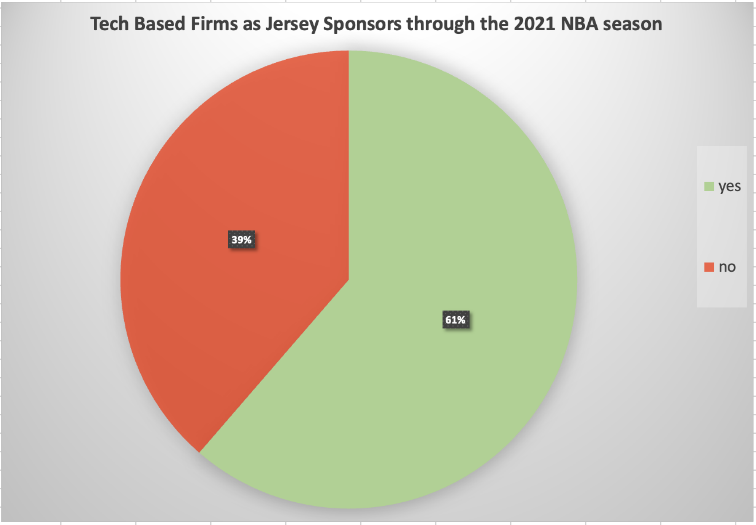 Tech Based Firms as Jersey Sponsors through the 2021 NBA season
yes
39%
no
61%